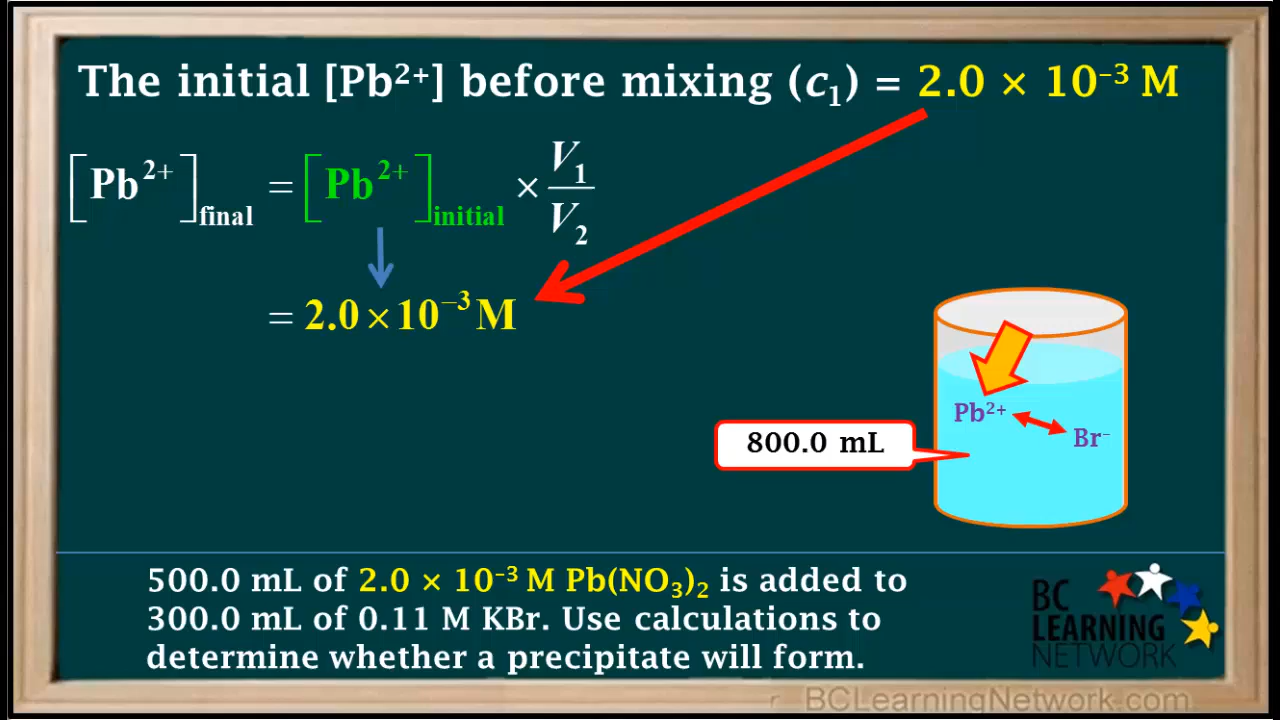 The initial [Pb²⁺] before mixing (c₁) = 2.0 × 10⁻³ M
[Pb²⁺]final = [Pb²⁺]initial × V₁/V₂
= 2.0 × 10⁻³ M
Pb²⁺
Br⁻
800.0 mL
500.0 mL of 2.0 × 10⁻³ M Pb(NO₃)₂ is added to
300.0 mL of 0.11 M KBr. Use calculations to
determine whether a precipitate will form.
BC
LEARNING
NETWORK
BCLearningNetwork.com